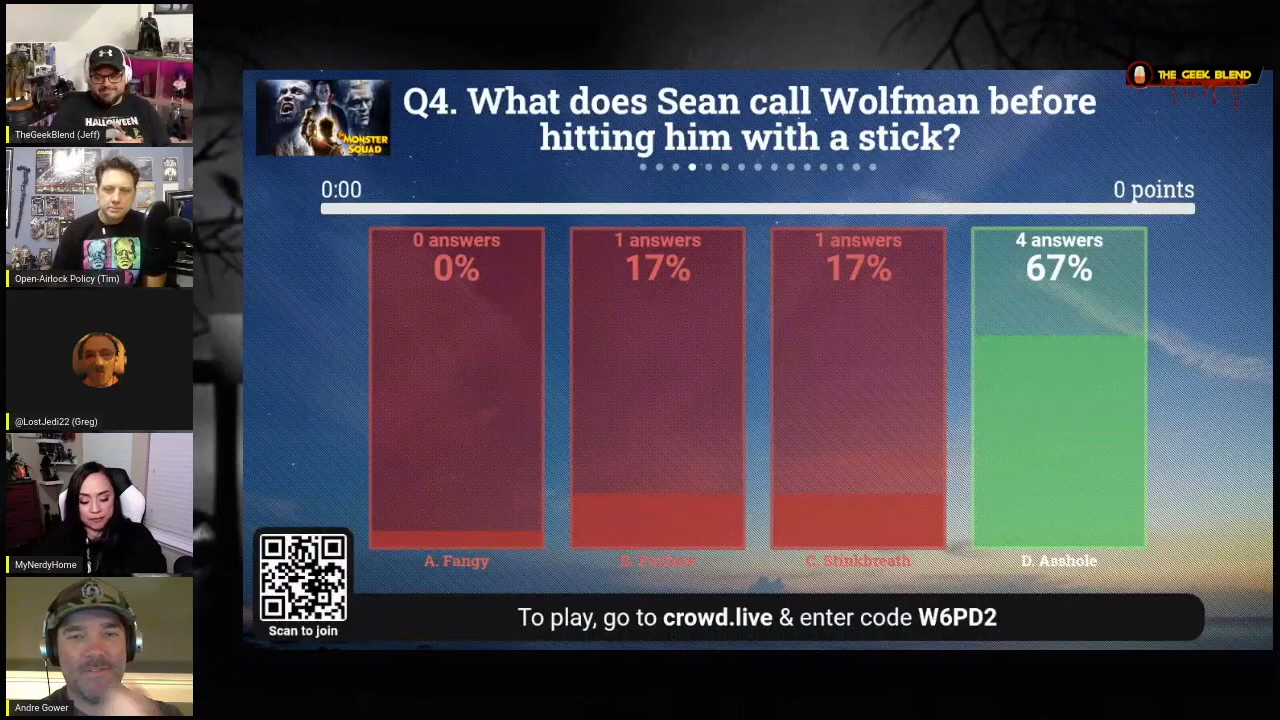 HALLOWEEN
TheGeekBlend (Jeff)
Open-Airlock Policy (Tim)
@LostJedi22 (Greg)
MyNerdyHome
Andre Gower
THE GEEK BLEND
MONSTER
SQUAD
Q4. What does Sean call Wolfman before
hitting him with a stick?
0:00
0 points
0 answers
0%
1 answers
17%
1 answers
17%
4 answers
67%
A. Fangy
C. Stinkbreath
D. Asshole
Scan to join
To play, go to crowd.live & enter code W6PD2